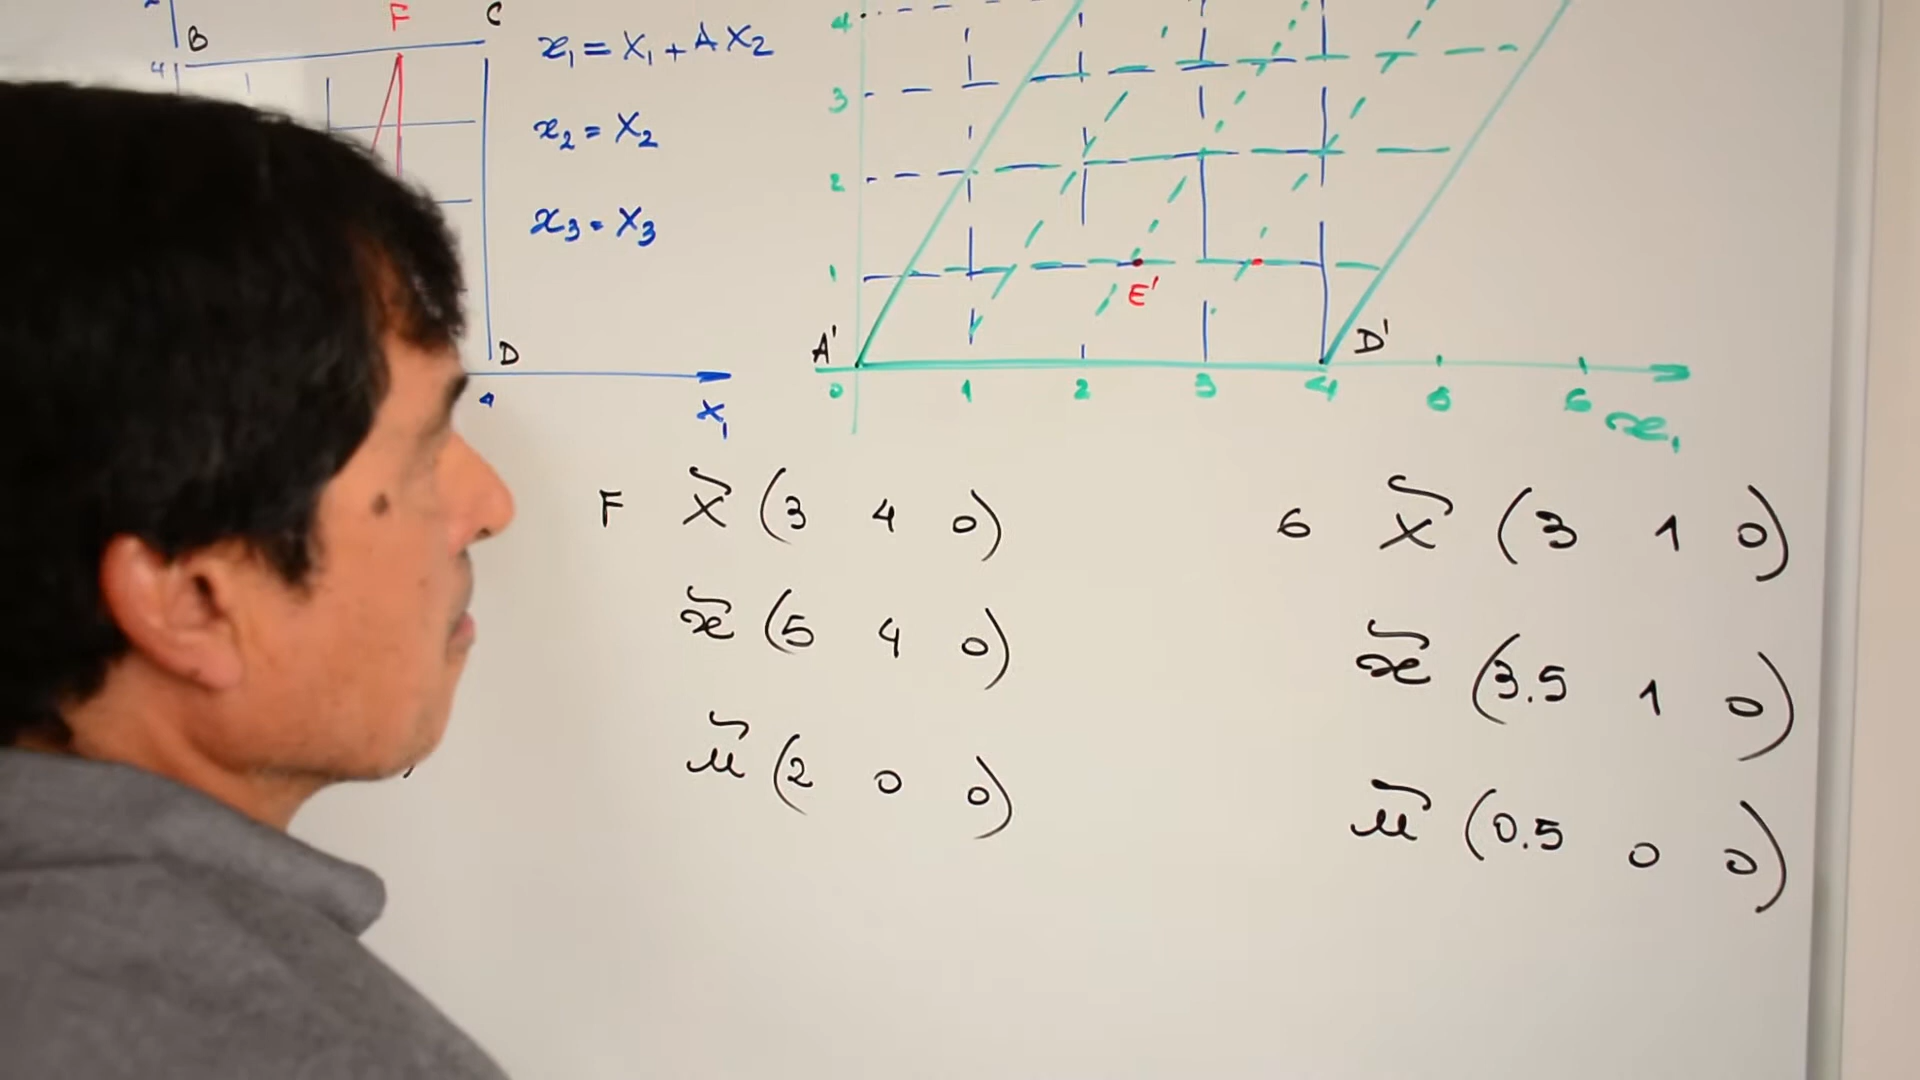 F
C
B
4
x₁ = X₁ + A X₂
x₂ = X₂
x₃ = X₃
D
4
X₁
4
3
2
1
E'
A'
D'
0 1 2 3 4 5 6
x₁
F X⃗ (3 4 0)
x⃗ (5 4 0)
u⃗ (2 0 0)
G X⃗ (3 1 0)
x⃗ (3.5 1 0)
u⃗ (0.5 0 0)